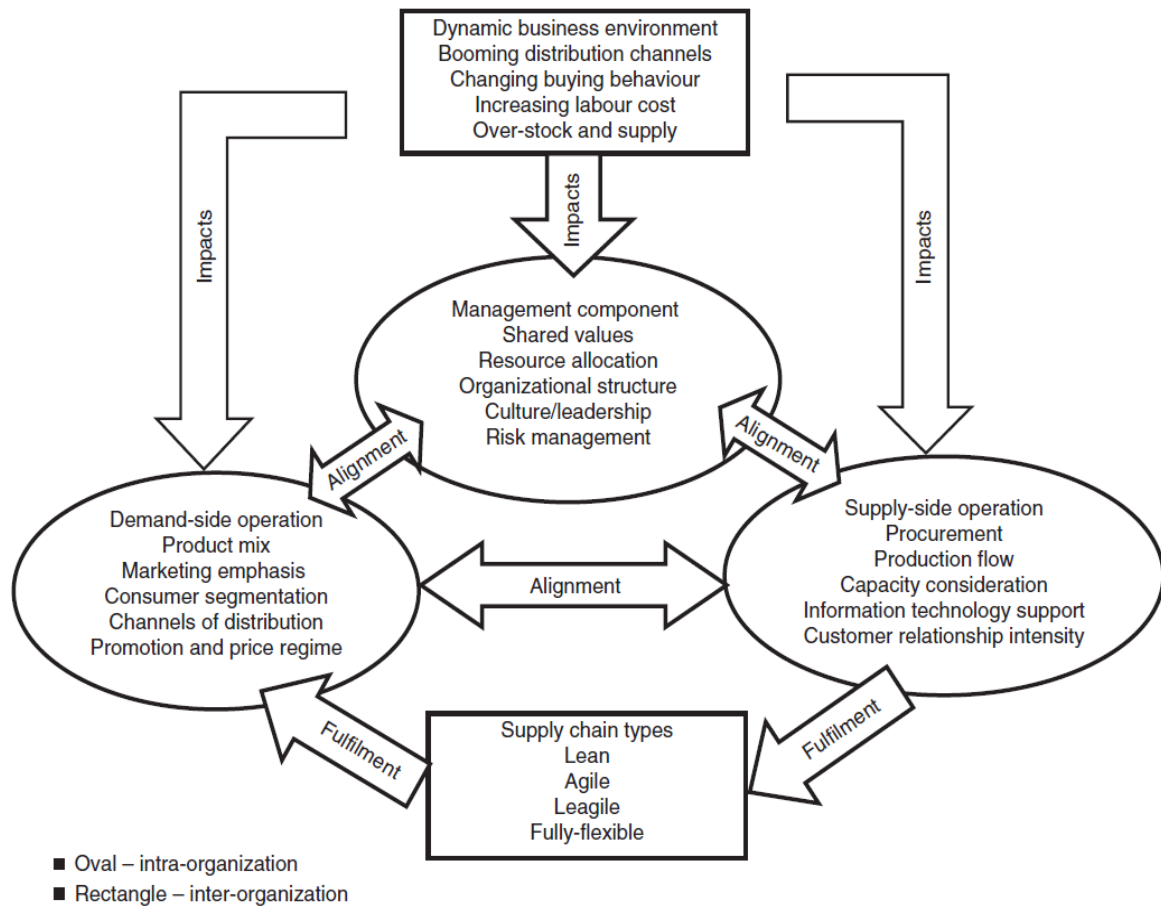 Dynamic business environment
Booming distribution channels
Changing buying behaviour
Increasing labour cost
Over-stock and supply
Impacts
Impacts
Impacts
Management component
Shared values
Resource allocation
Organizational structure
Culture/leadership
Risk management
Alignment
Alignment
Demand-side operation
Product mix
Marketing emphasis
Consumer segmentation
Channels of distribution
Promotion and price regime
Alignment
Supply-side operation
Procurement
Production flow
Capacity consideration
Information technology support
Customer relationship intensity
Fulfilment
Supply chain types
Lean
Agile
Leagile
Fully-flexible
Fulfilment
■ Oval – intra-organization
■ Rectangle – inter-organization